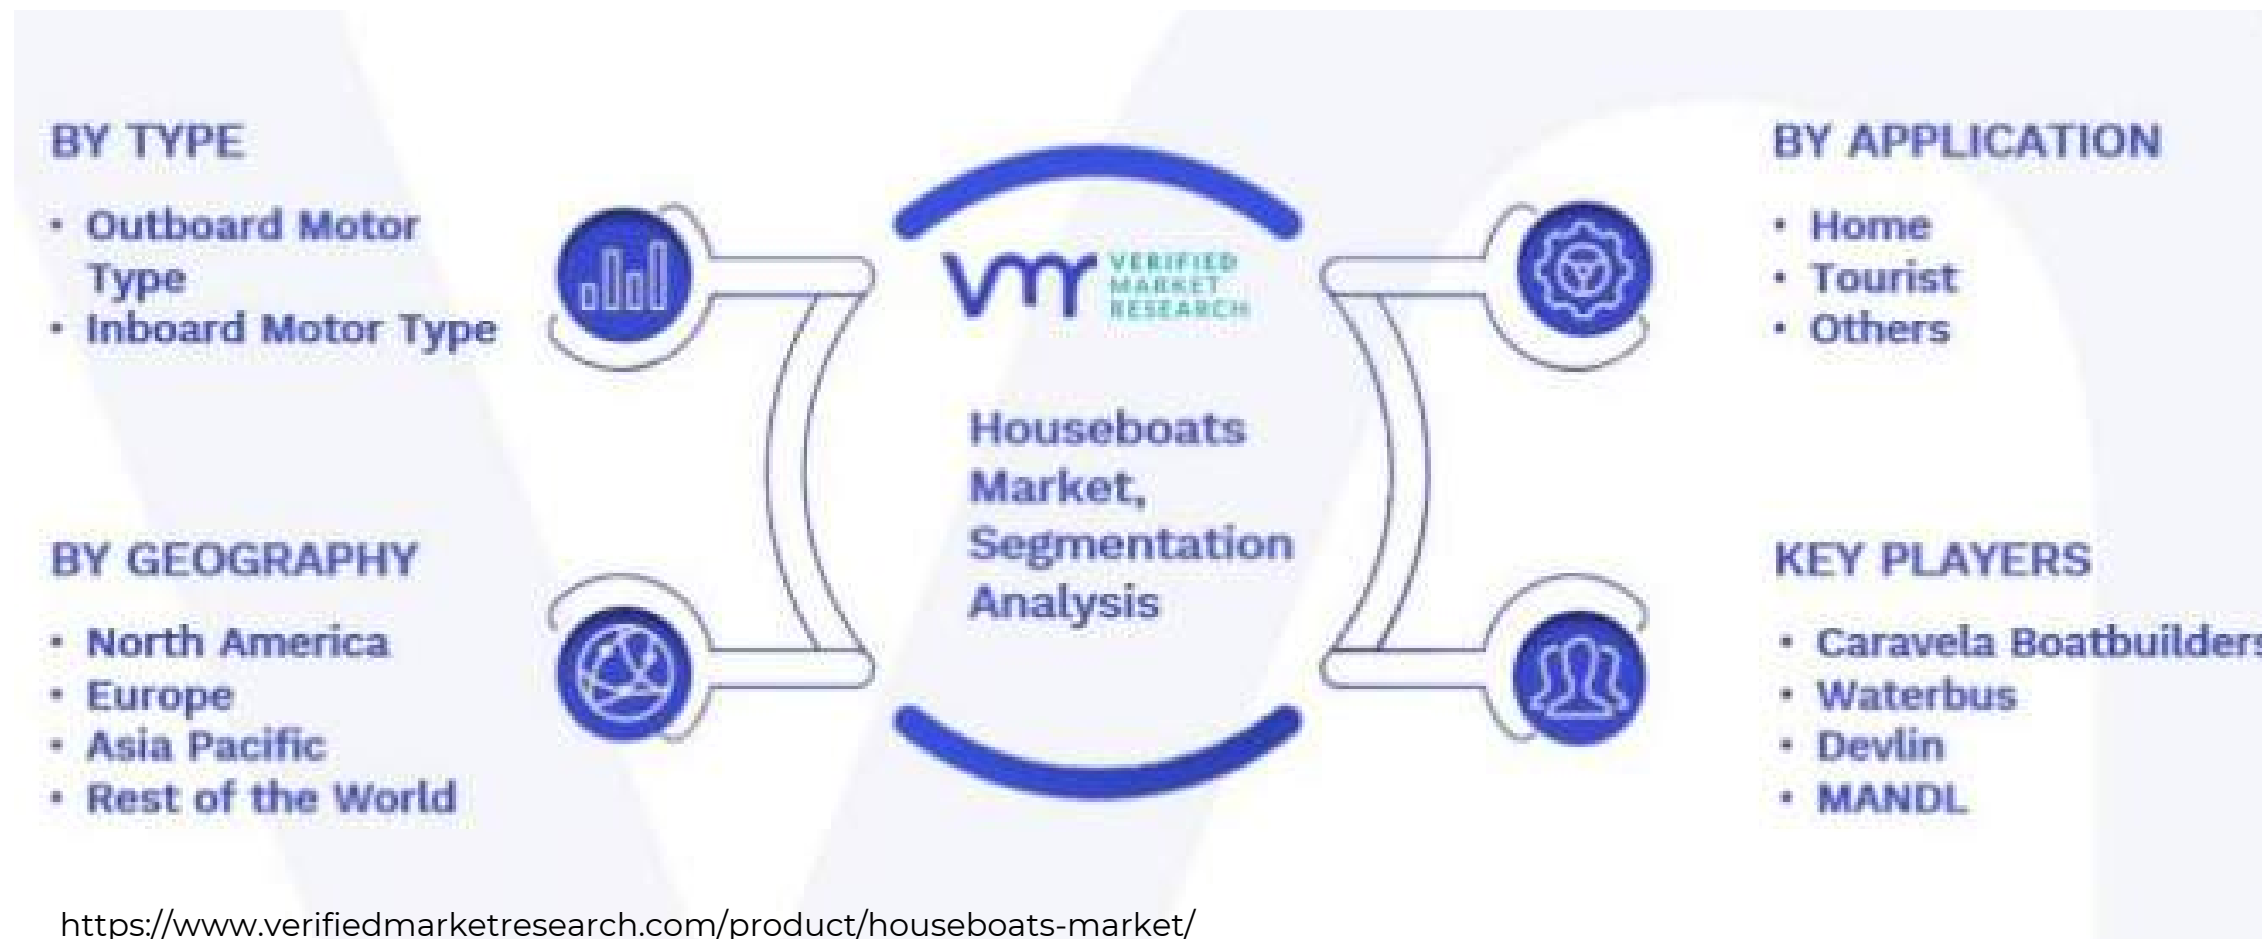 BY TYPE
• Outboard Motor
Type
• Inboard Motor Type
BY GEOGRAPHY
• North America
• Europe
• Asia Pacific
• Rest of the World
vmr
VERIFIED
MARKET
RESEARCH
Houseboats
Market,
Segmentation
Analysis
BY APPLICATION
• Home
• Tourist
• Others
KEY PLAYERS
• Caravela Boatbuilders
• Waterbus
• Devlin
• MANDL
https://www.verifiedmarketresearch.com/product/houseboats-market/